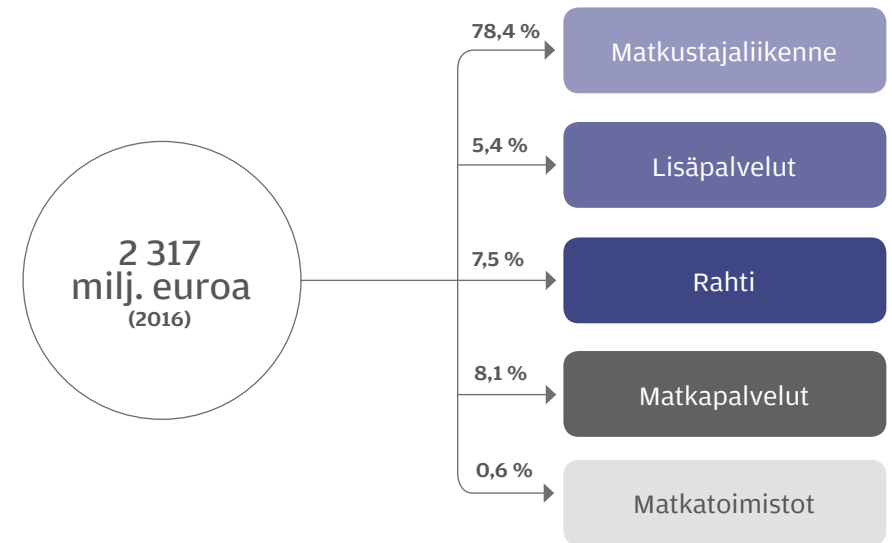 2 317
milj. euroa
(2016)
78,4 %
Matkustajaliikenne
5,4 %
Lisäpalvelut
7,5 %
Rahti
8,1 %
Matkapalvelut
0,6 %
Matkatoimistot